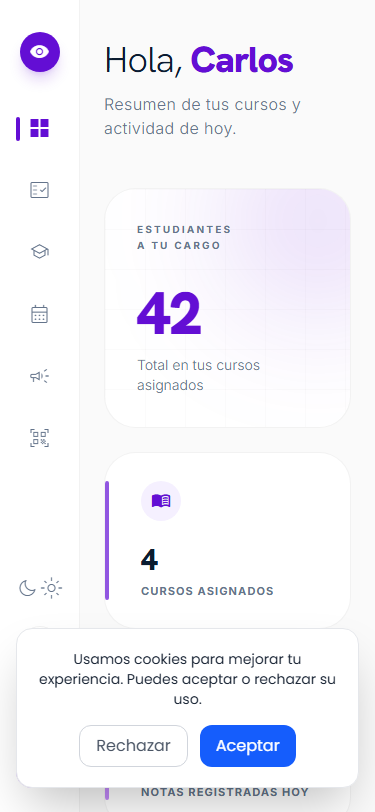 Hola, Carlos
Resumen de tus cursos y
actividad de hoy.
ESTUDIANTES
A TU CARGO
42
Total en tus cursos
asignados
4
CURSOS ASIGNADOS
Usamos cookies para mejorar tu
experiencia. Puedes aceptar o rechazar su
uso.
Rechazar
Aceptar
NOTAS REGISTRADAS HOY